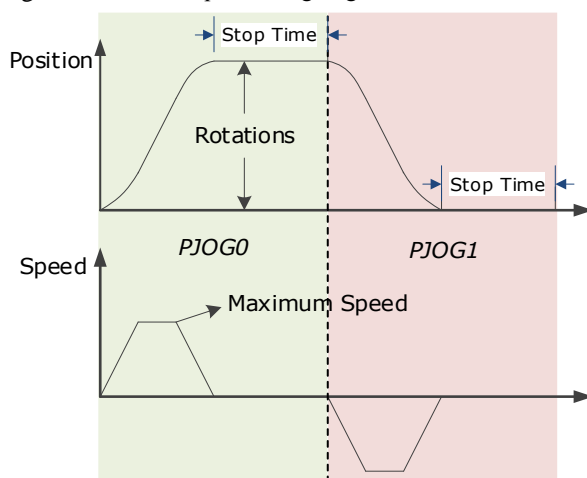 Stop Time
Position
Rotations
Stop Time
PJOG0
PJOG1
Speed
Maximum Speed